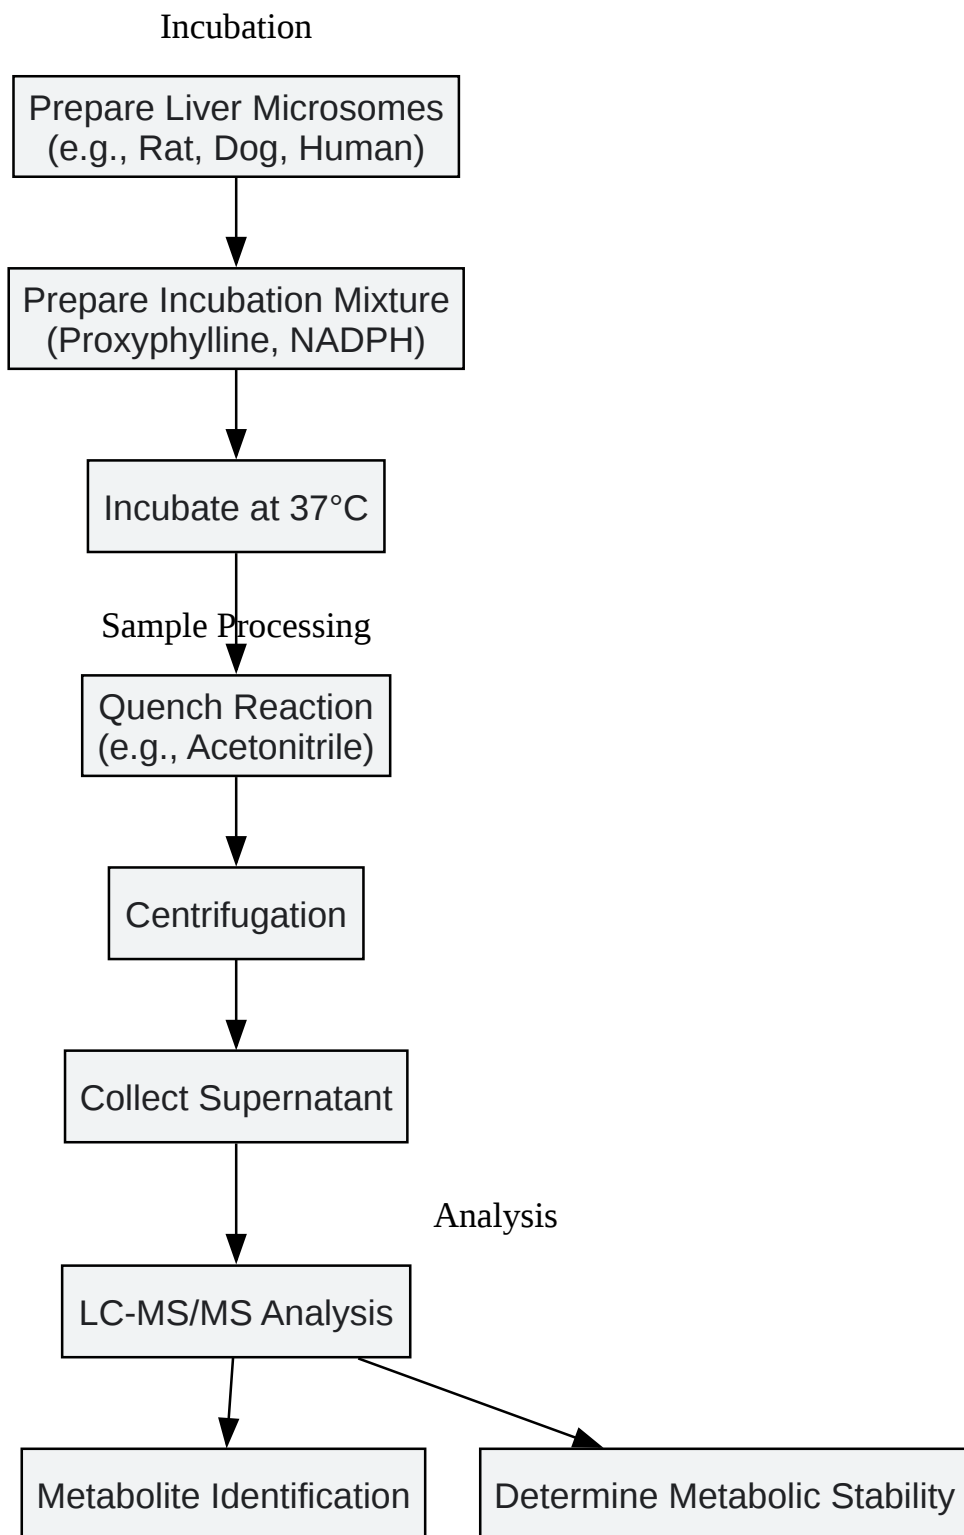 Incubation
Prepare Liver Microsomes
(e.g., Rat, Dog, Human)
Prepare Incubation Mixture
(Proxyphylline, NADPH)
Incubate at 37°C
Sample Processing
Quench Reaction
(e.g., Acetonitrile)
Centrifugation
Collect Supernatant
Analysis
LC-MS/MS Analysis
Metabolite Identification
Determine Metabolic Stability